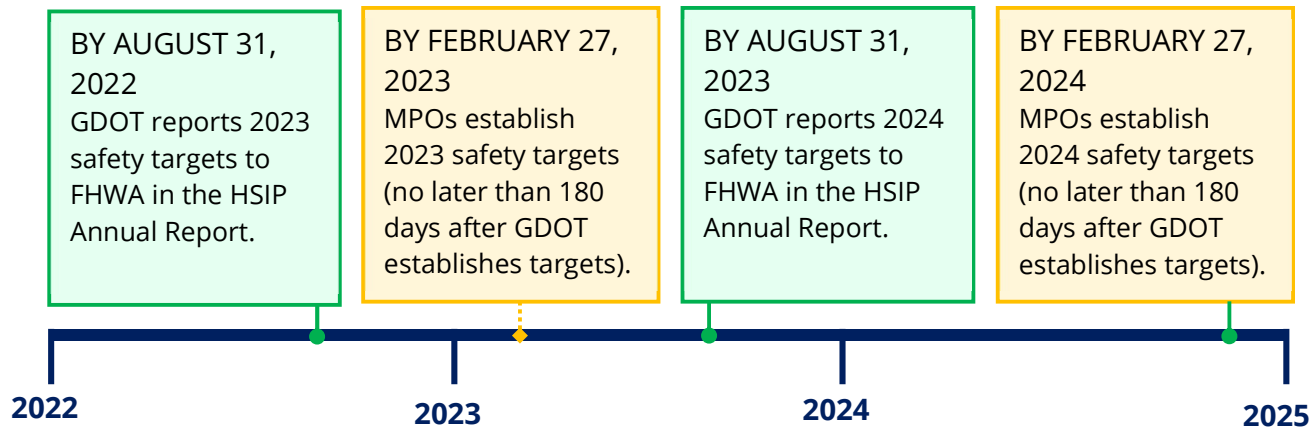 BY AUGUST 31,
2022
GDOT reports 2023
safety targets to
FHWA in the HSIP
Annual Report.
BY FEBRUARY 27,
2023
MPOs establish
2023 safety targets
(no later than 180
days after GDOT
establishes targets).
BY AUGUST 31,
2023
GDOT reports 2024
safety targets to
FHWA in the HSIP
Annual Report.
BY FEBRUARY 27,
2024
MPOs establish
2024 safety targets
(no later than 180
days after GDOT
establishes targets).
2022
2023
2024
2025